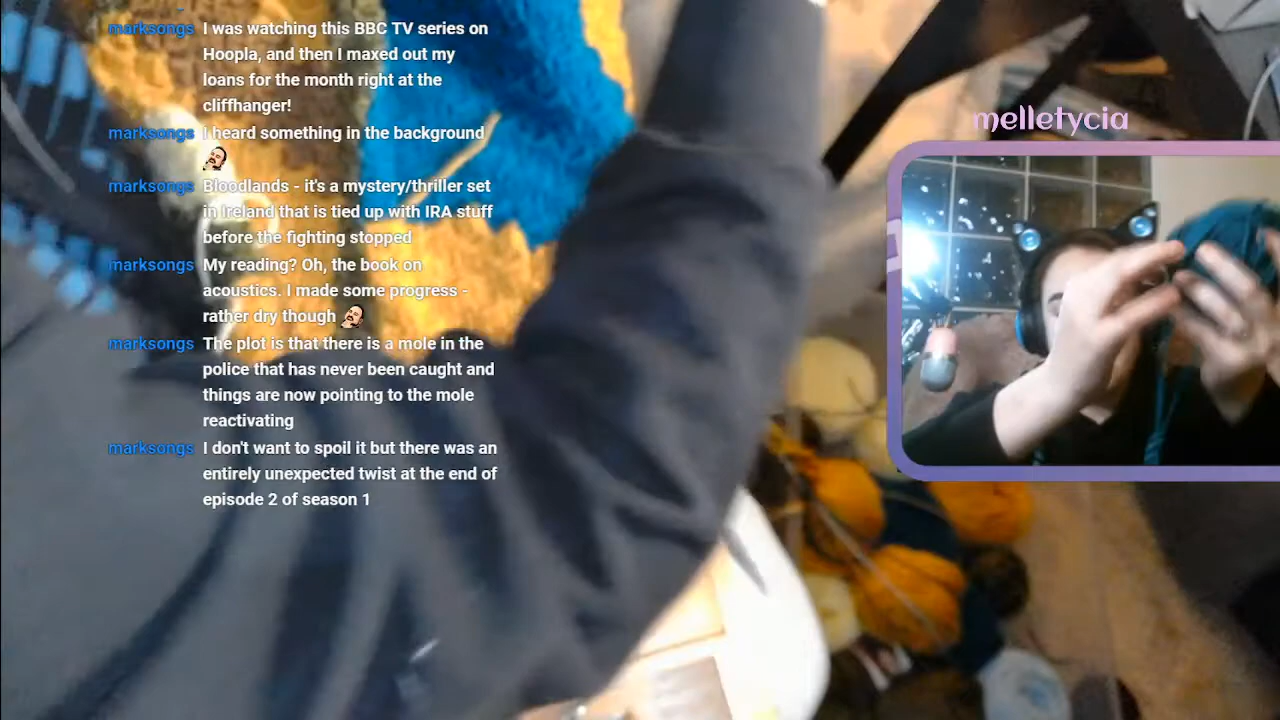 marksongs I was watching this BBC TV series on
Hoopla, and then I maxed out my
loans for the month right at the
cliffhanger!
marksongs I heard something in the background
marksongs Bloodlands - it's a mystery/thriller set
in Ireland that is tied up with IRA stuff
before the fighting stopped
marksongs My reading? Oh, the book on
acoustics. I made some progress -
rather dry though
marksongs The plot is that there is a mole in the
police that has never been caught and
things are now pointing to the mole
reactivating
marksongs I don't want to spoil it but there was an
entirely unexpected twist at the end of
episode 2 of season 1
melletycia